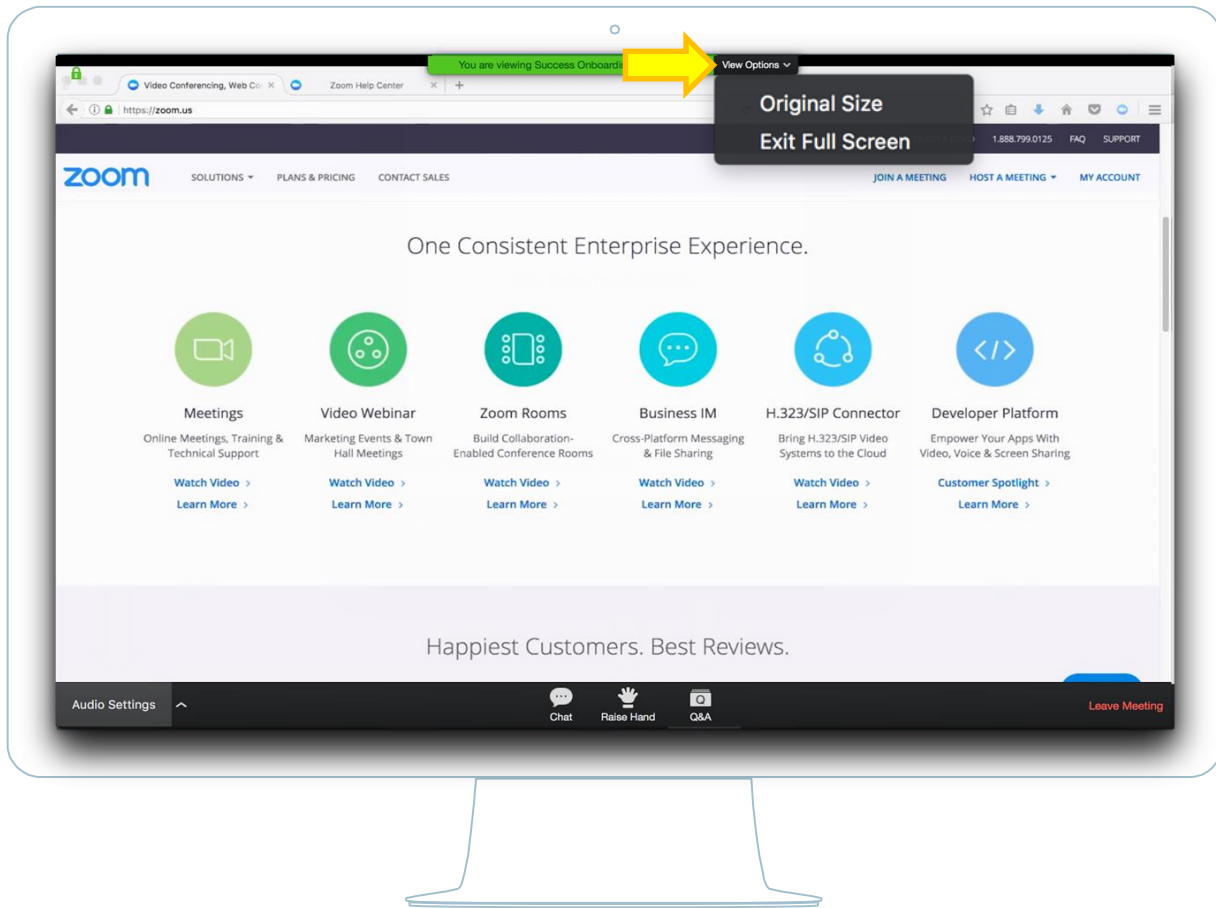 You are viewing Success Onboardi
View Options
Video Conferencing, Web Co
Zoom Help Center
https://zoom.us
Original Size
Exit Full Screen
1.888.799.0125 FAQ SUPPORT
zoom SOLUTIONS PLANS & PRICING CONTACT SALES JOIN A MEETING HOST A MEETING MY ACCOUNT
One Consistent Enterprise Experience.
Meetings
Online Meetings, Training &
Technical Support
Watch Video >
Learn More >
Video Webinar
Marketing Events & Town
Hall Meetings
Watch Video >
Learn More >
Zoom Rooms
Build Collaboration-
Enabled Conference Rooms
Watch Video >
Learn More >
Business IM
Cross-Platform Messaging
& File Sharing
Watch Video >
Learn More >
H.323/SIP Connector
Bring H.323/SIP Video
Systems to the Cloud
Watch Video >
Learn More >
</>
Developer Platform
Empower Your Apps With
Video, Voice & Screen Sharing
Customer Spotlight >
Learn More >
Happiest Customers. Best Reviews.
Audio Settings
Chat
Raise Hand
Q
Q&A
Leave Meeting